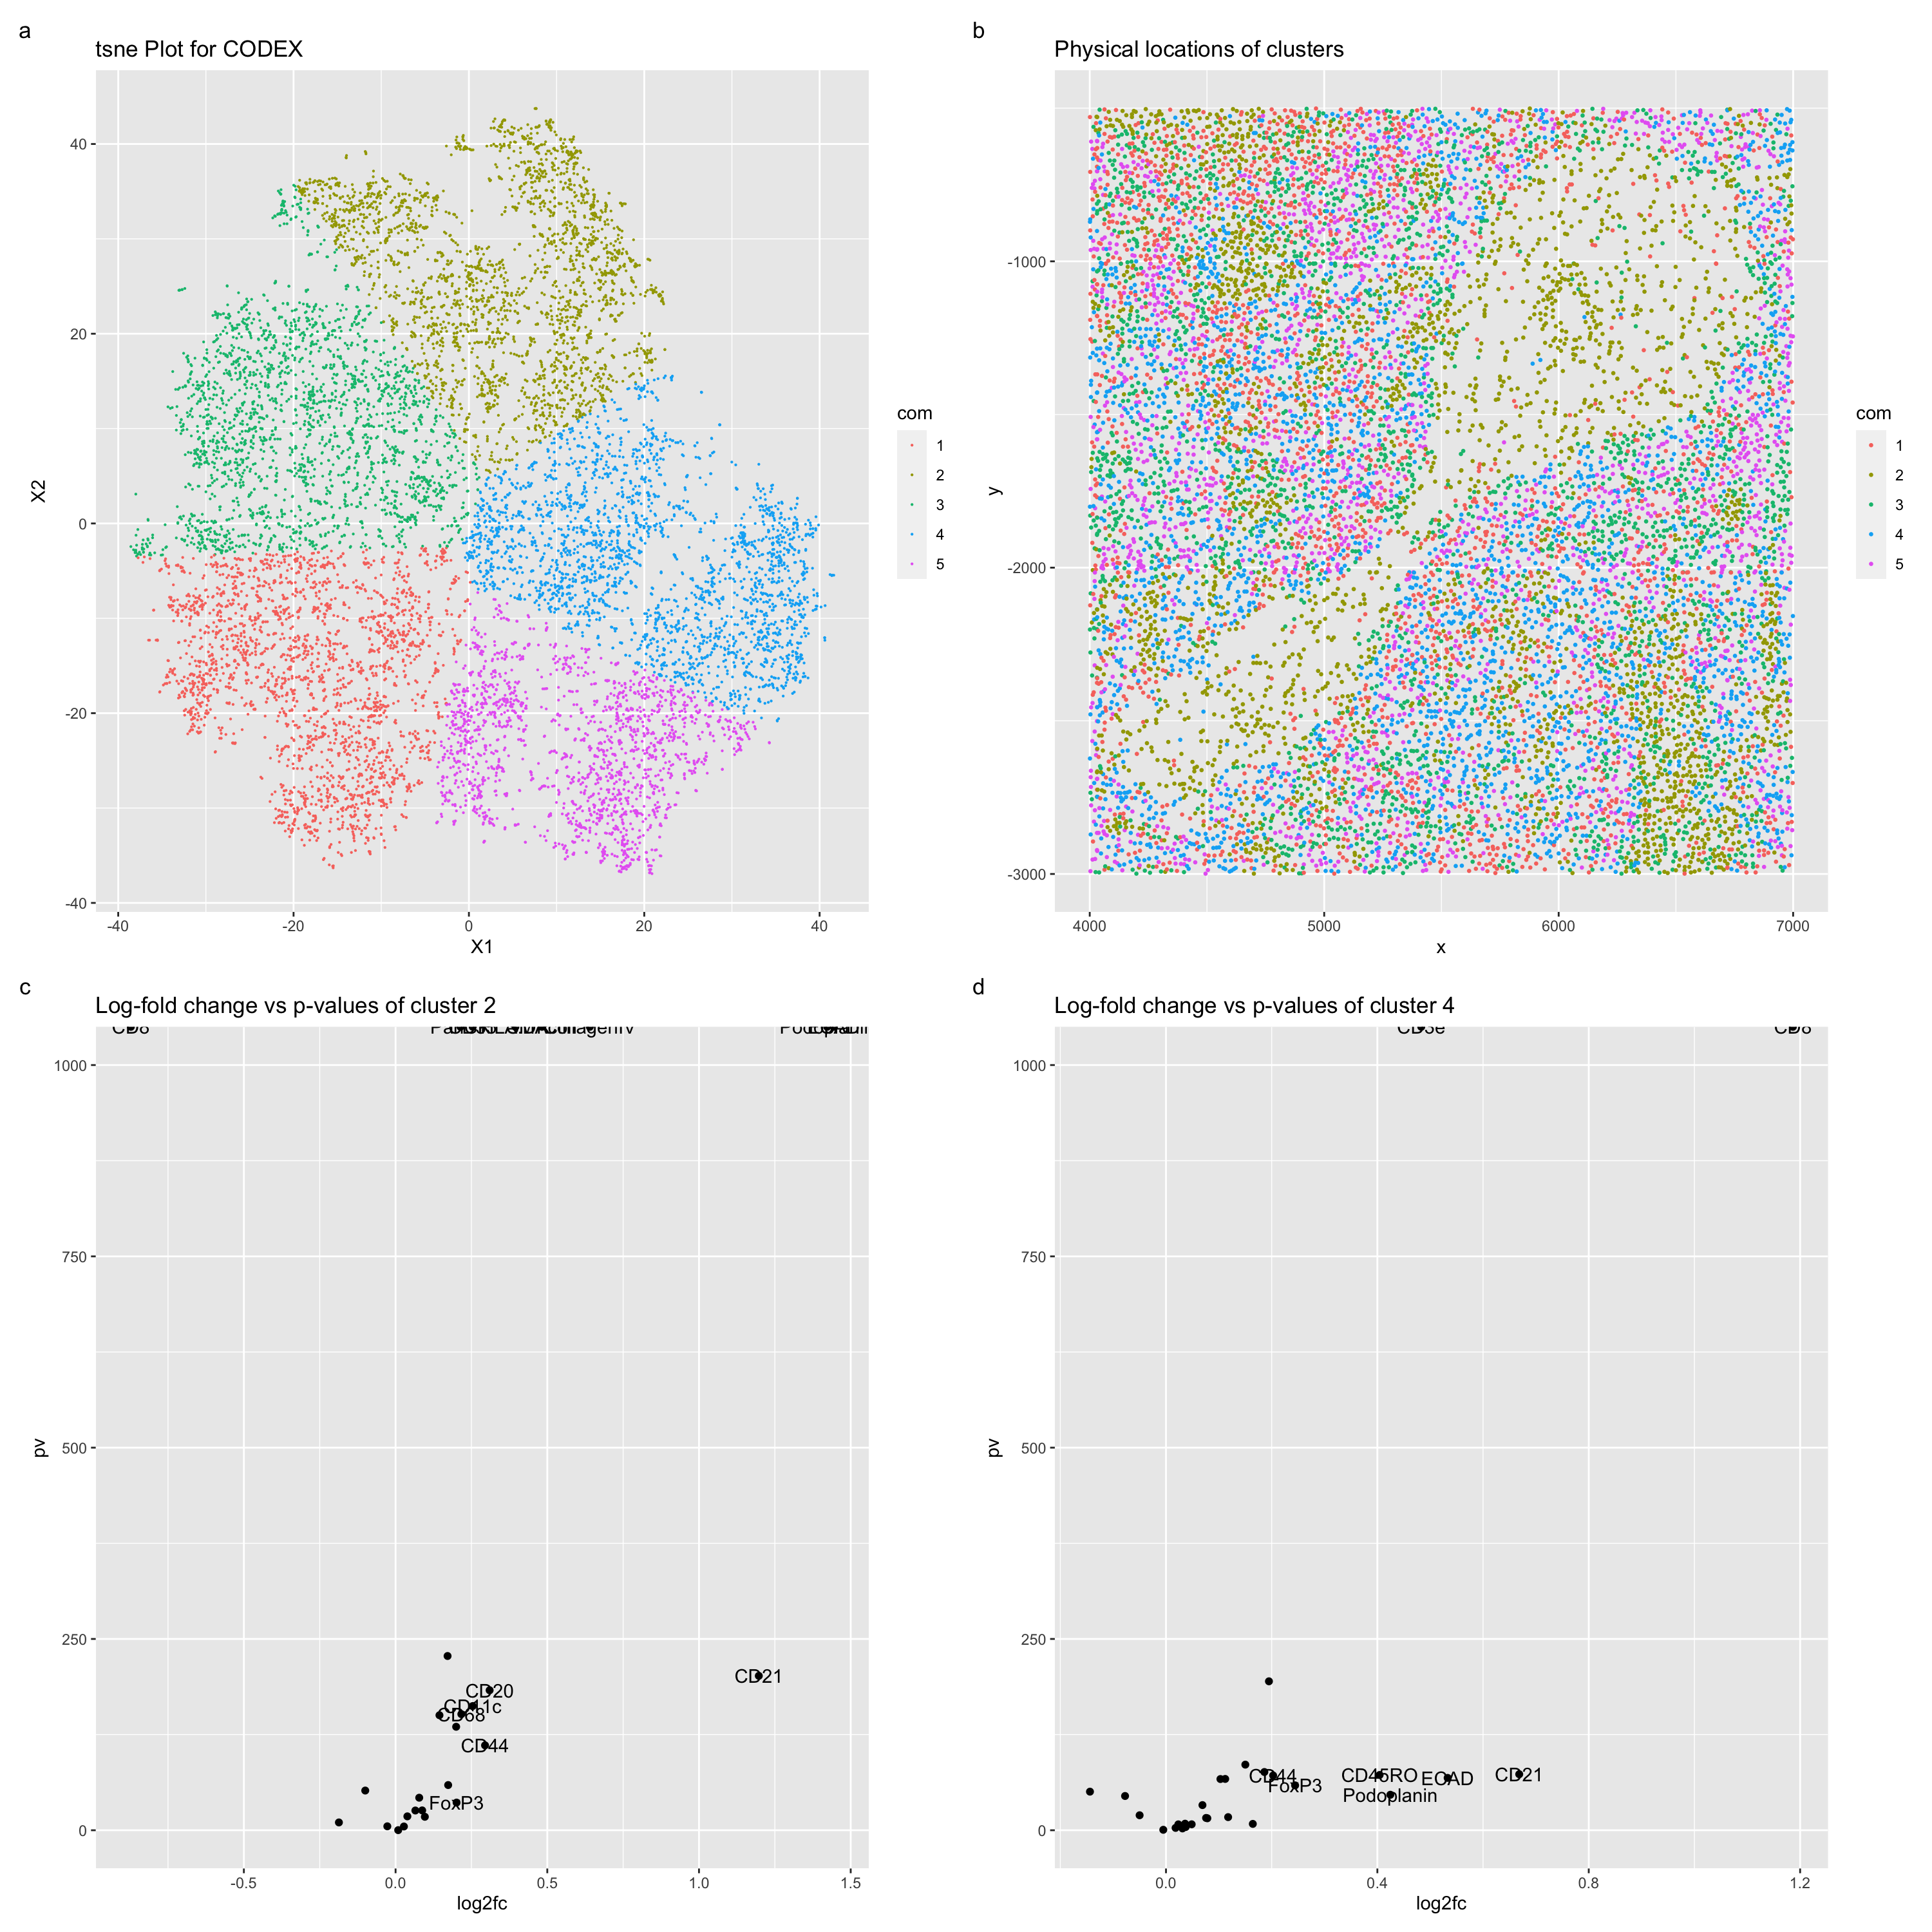 a
tsne Plot for CODEX
40
20
0
-20
-40
X2
-40
-20
0
20
40
X1
com
1
2
3
4
5
b
Physical locations of clusters
-1000
-2000
-3000
y
4000
5000
6000
7000
x
com
1
2
3
4
5
c
Log-fold change vs p-values of cluster 2
CD8
1000
750
500
250
0
pv
CD21
CD20
CD11c
CD68
CD44
FoxP3
-0.5
0.0
0.5
1.0
1.5
log2fc
d
Log-fold change vs p-values of cluster 4
CD3e
CD8
1000
750
500
250
0
pv
CD44
FoxP3
CD45RO
ECAD
CD21
Podoplanin
0.0
0.4
0.8
1.2
log2fc